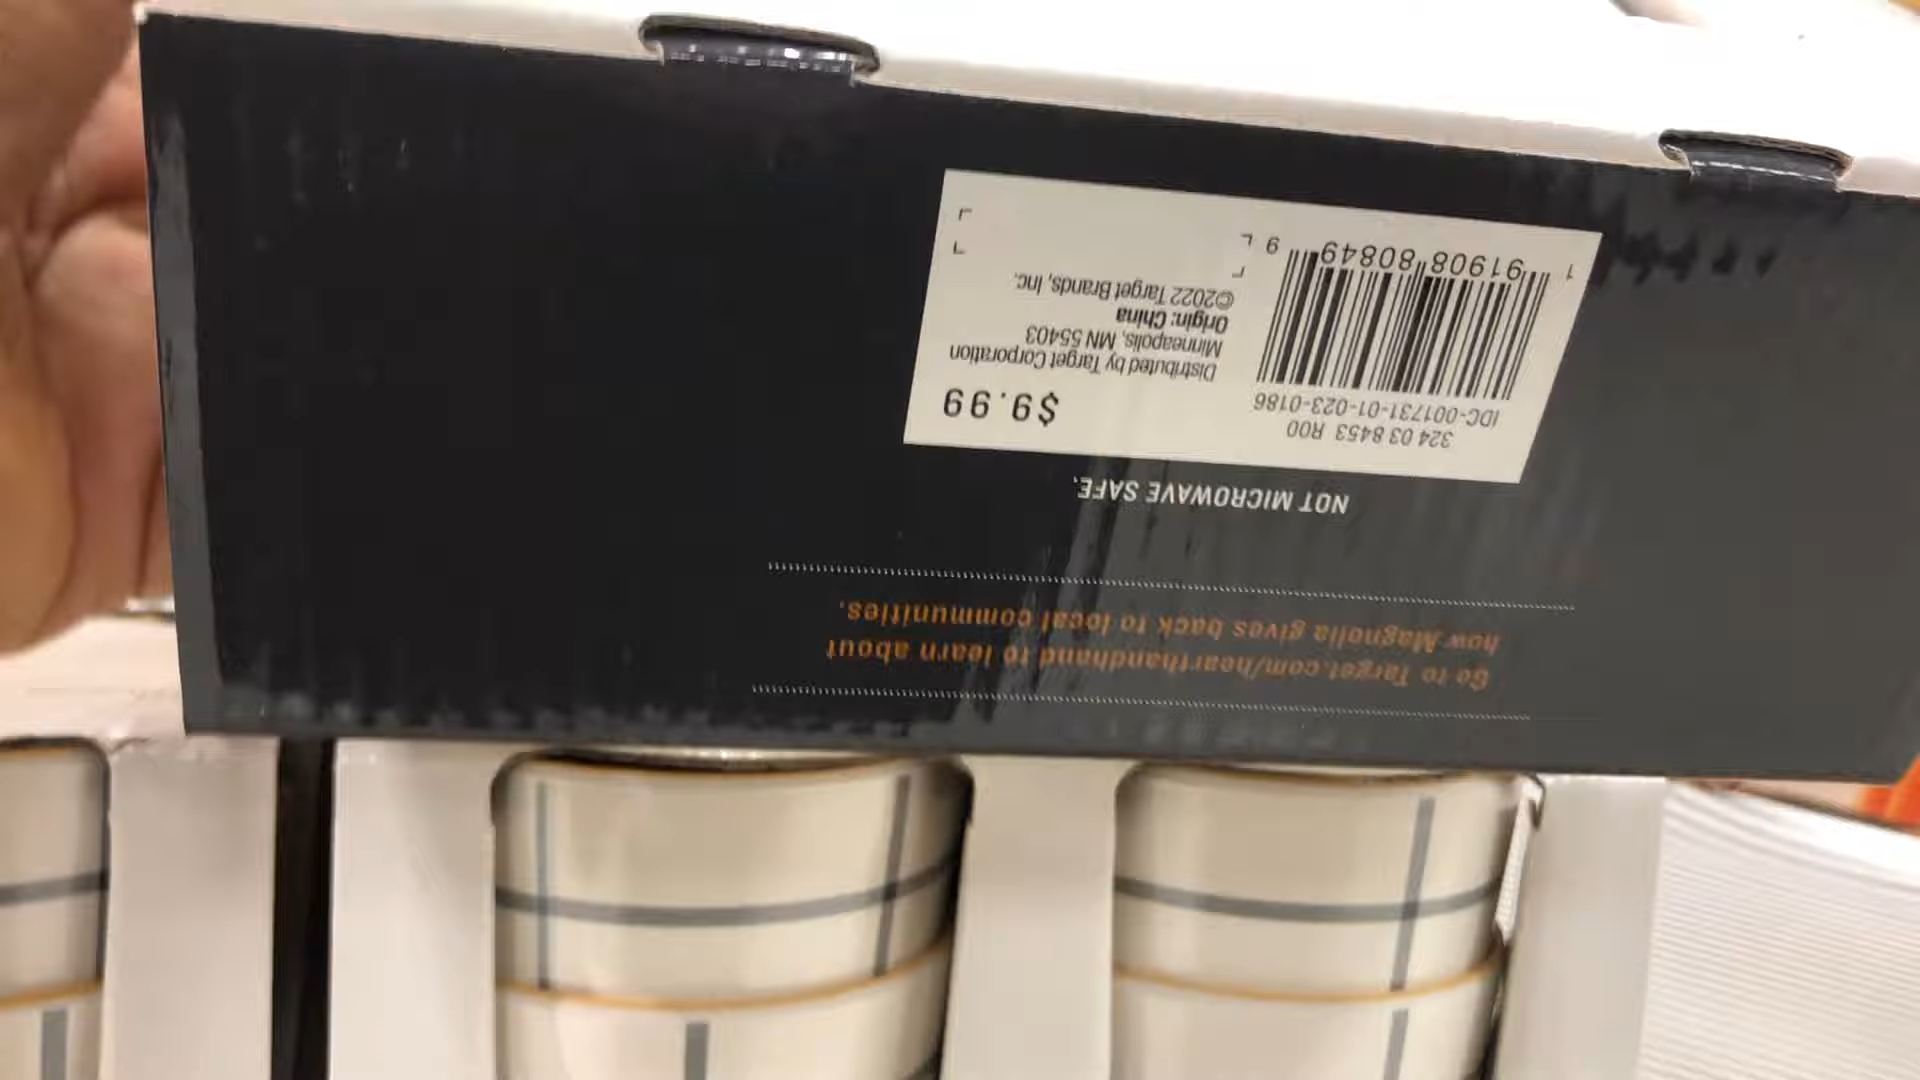 Go to Target.com/hearthandhand to learn about
how Magnolia gives back to local communities.
NOT MICROWAVE SAFE.
324 03 8453 R00
IDC-001731-01-023-0186
1 91908 80849 9
$9.99
Distributed by Target Corporation
Minneapolis, MN 55403
Origin: China
©2022 Target Brands, Inc.